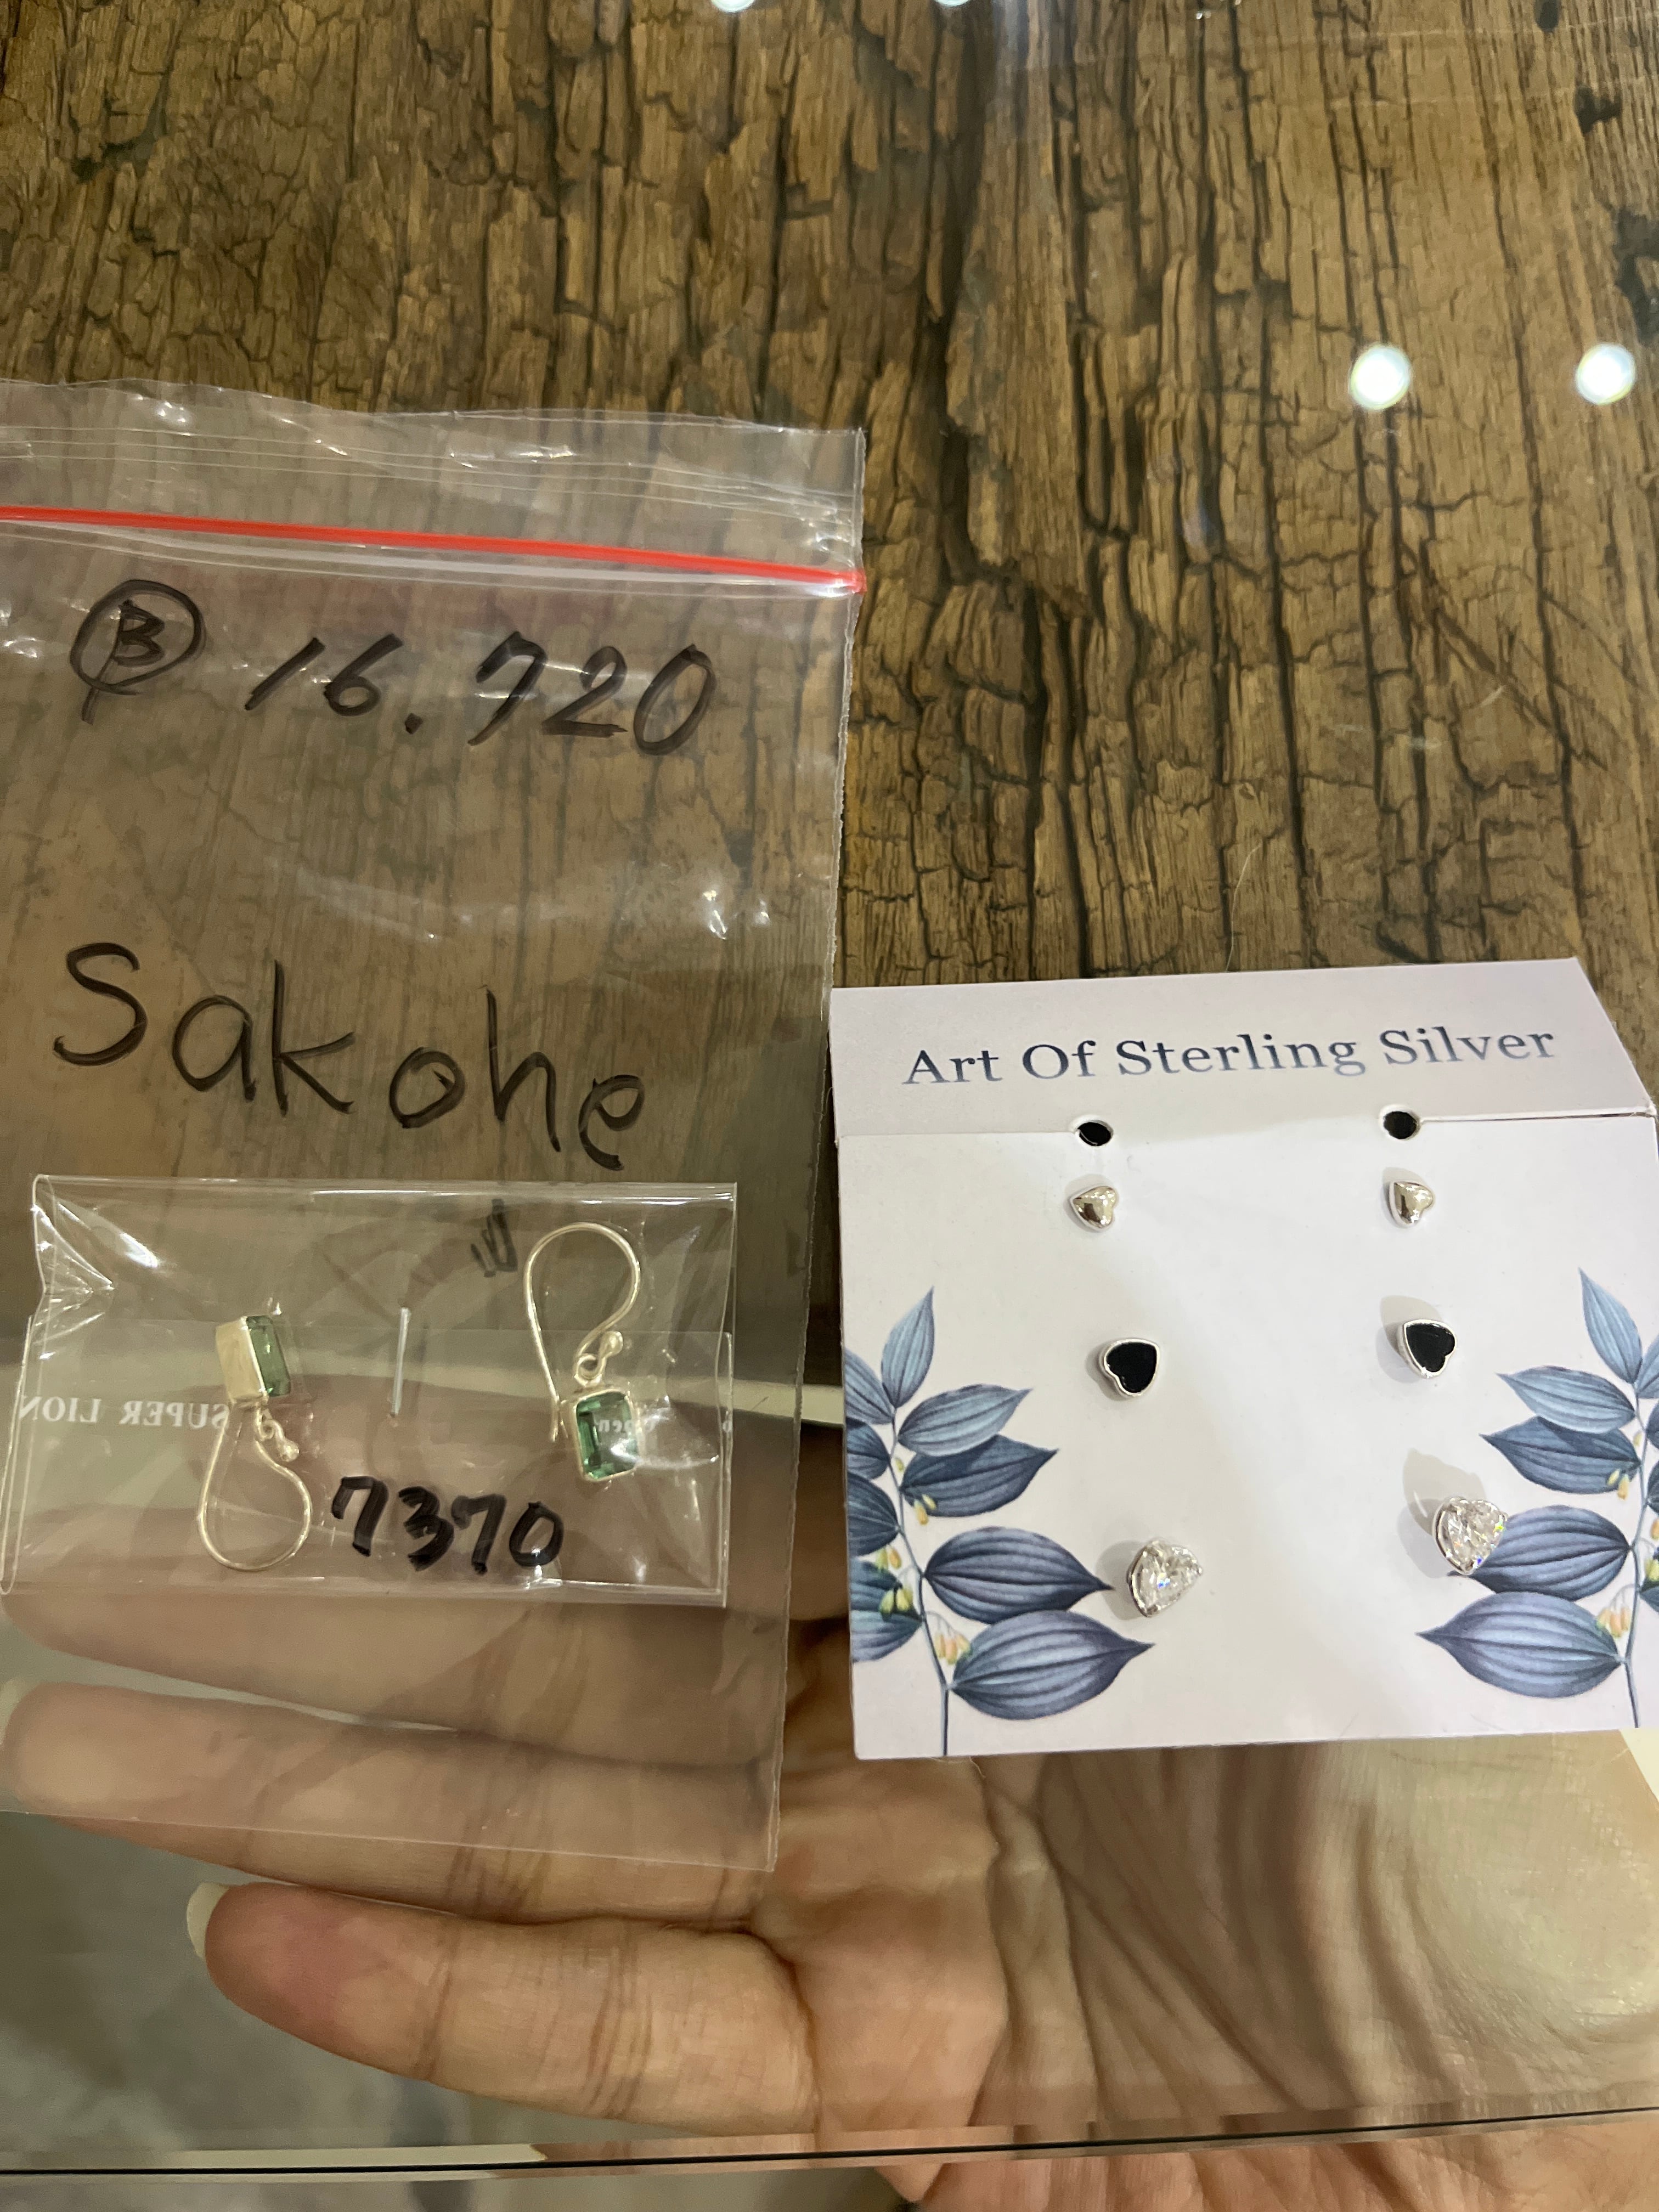 β 16.720
Sakohe
SUPER LION
7370
Art Of Sterling Silver